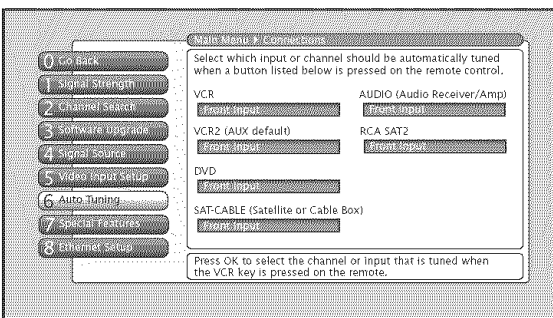 Main Menu ▸ Connections
0 Go Back
1 Signal Strength
2 Channel Search
3 Software Upgrade
4 Signal Source
5 Video Input Setup
6 Auto Tuning
7 Special Features
8 Ethernet Setup
Select which input or channel should be automatically tuned
when a button listed below is pressed on the remote control.
VCR
Front Input
AUDIO (Audio Receiver/Amp)
Front Input
VCR2 (AUX default)
Front Input
RCA SAT2
Front Input
DVD
Front Input
SAT-CABLE (Satellite or Cable Box)
Front Input
Press OK to select the channel or input that is tuned when
the VCR key is pressed on the remote.